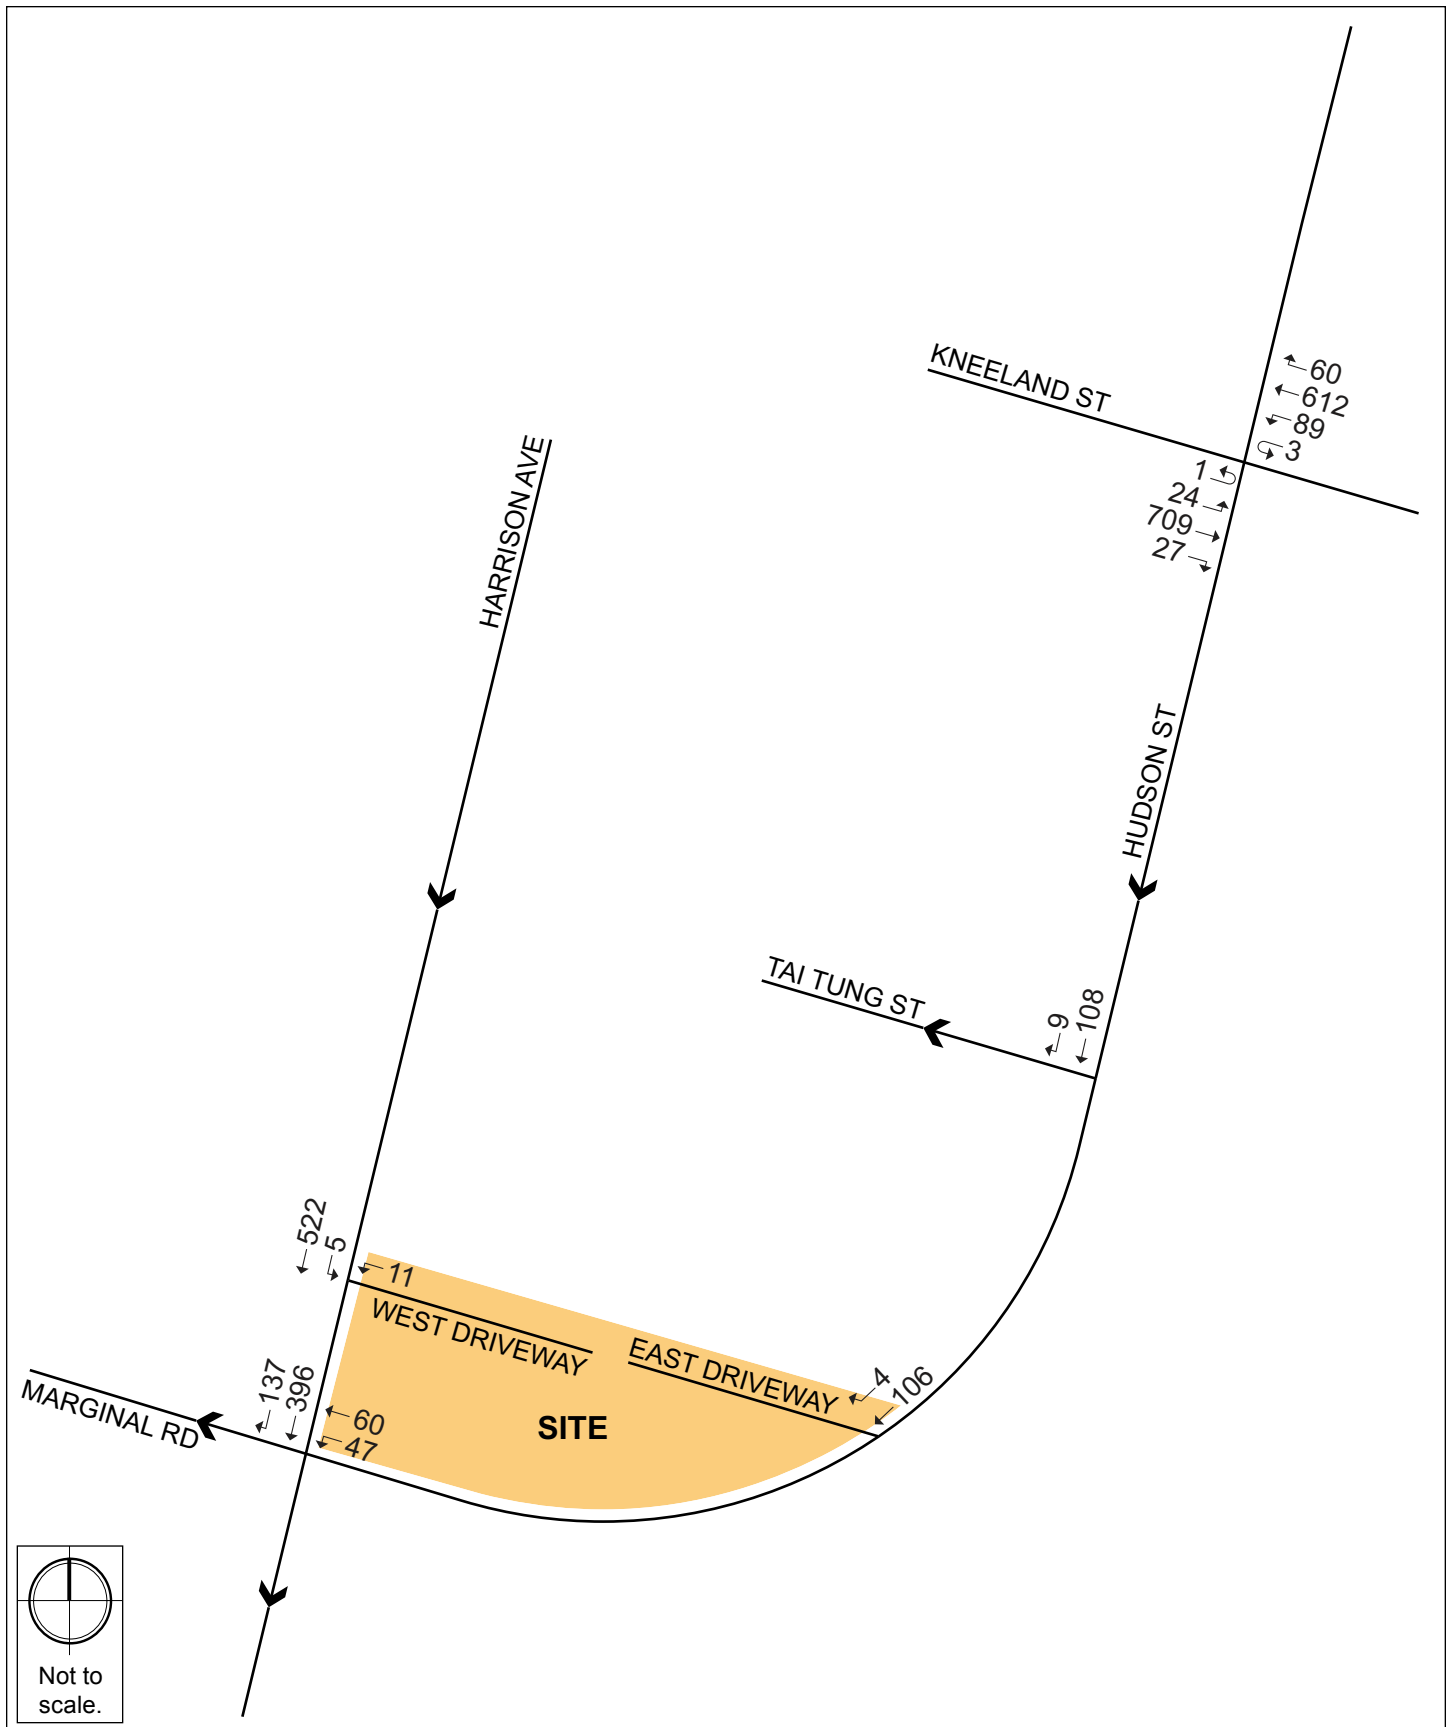 KNEELAND ST
60
612
89
3
1
24
709
27
HARRISON AVE
HUDSON ST
TAI TUNG ST
9
108
522
5
11
WEST DRIVEWAY
EAST DRIVEWAY
4
106
137
396
MARGINAL RD
60
47
SITE
Not to
scale.